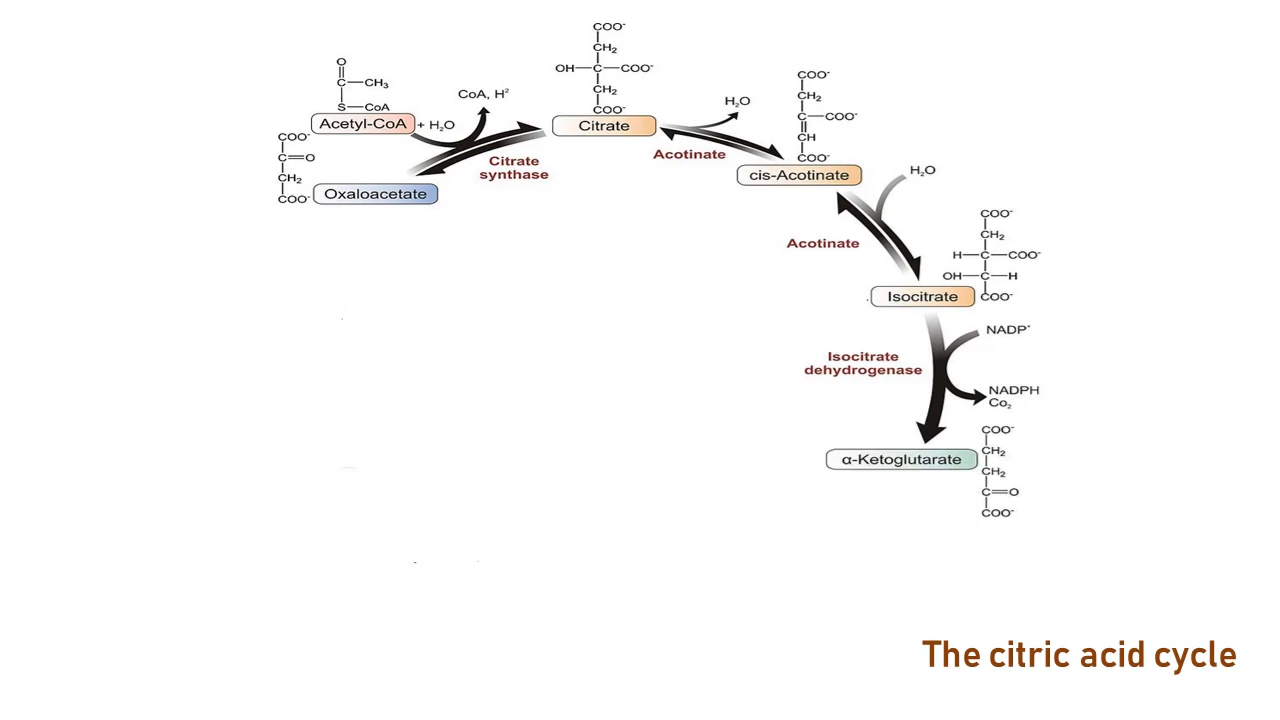 O
C—CH₃
S—CoA
Acetyl-CoA + H₂O
CoA, H²
COO⁻
C=O
CH₂
COO⁻
Oxaloacetate
Citrate
synthase
COO⁻
CH₂
OH—C—COO⁻
CH₂
COO⁻
Citrate
H₂O
Acotinate
COO⁻
CH₂
C—COO⁻
CH
COO⁻
cis-Acotinate
H₂O
Acotinate
COO⁻
CH₂
H—C—COO⁻
OH—C—H
COO⁻
Isocitrate
NADP⁺
Isocitrate
dehydrogenase
NADPH
Co₂
α-Ketoglutarate
COO⁻
CH₂
CH₂
C=O
COO⁻
The citric acid cycle